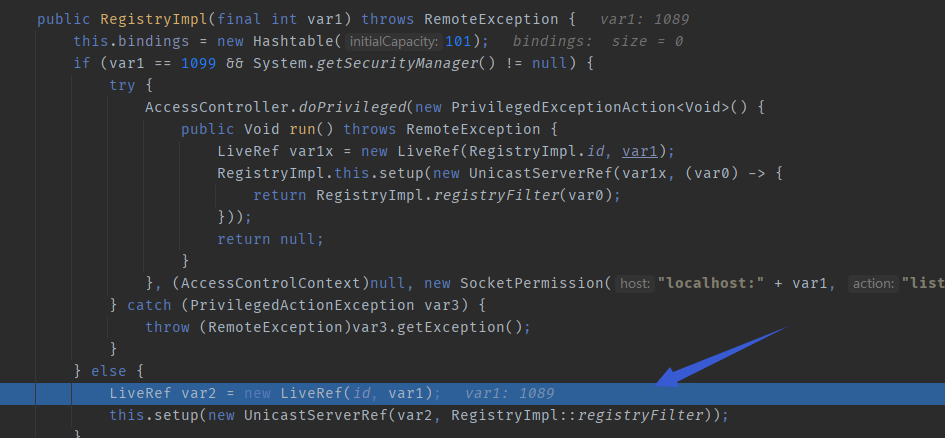 public RegistryImpl(final int var1) throws RemoteException {   var1: 1089
this.bindings = new Hashtable( initialCapacity: 101);   bindings:  size = 0
if (var1 == 1099 && System.getSecurityManager() != null) {
try {
AccessController.doPrivileged(new PrivilegedExceptionAction<Void>() {
public Void run() throws RemoteException {
LiveRef var1x = new LiveRef(RegistryImpl.id, var1);
RegistryImpl.this.setup(new UnicastServerRef(var1x, (var0) -> {
return RegistryImpl.registryFilter(var0);
}));
return null;
}
}, (AccessControlContext)null, new SocketPermission( host: "localhost:" + var1, action: "list
} catch (PrivilegedActionException var3) {
throw (RemoteException)var3.getException();
}
} else {
LiveRef var2 = new LiveRef(id, var1);   var1: 1089
this.setup(new UnicastServerRef(var2, RegistryImpl::registryFilter));
}